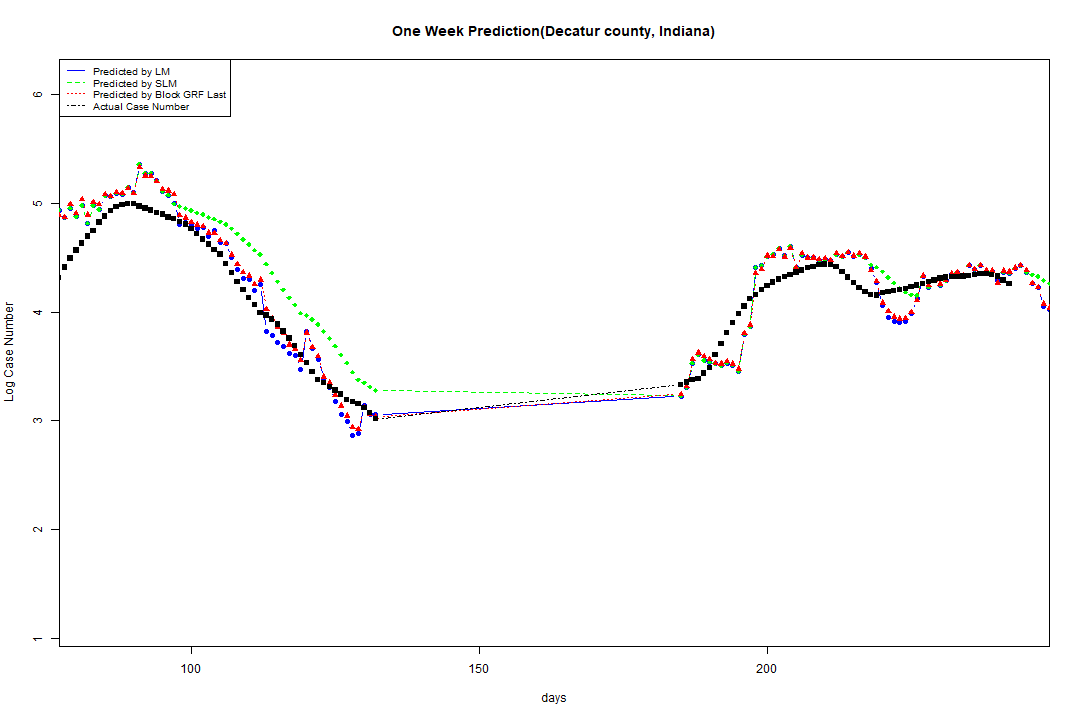 One Week Prediction(Decatur county, Indiana)
Predicted by LM
Predicted by SLM
Predicted by Block GRF Last
Actual Case Number
6
5
4
3
2
1
Log Case Number
100 150 200
days